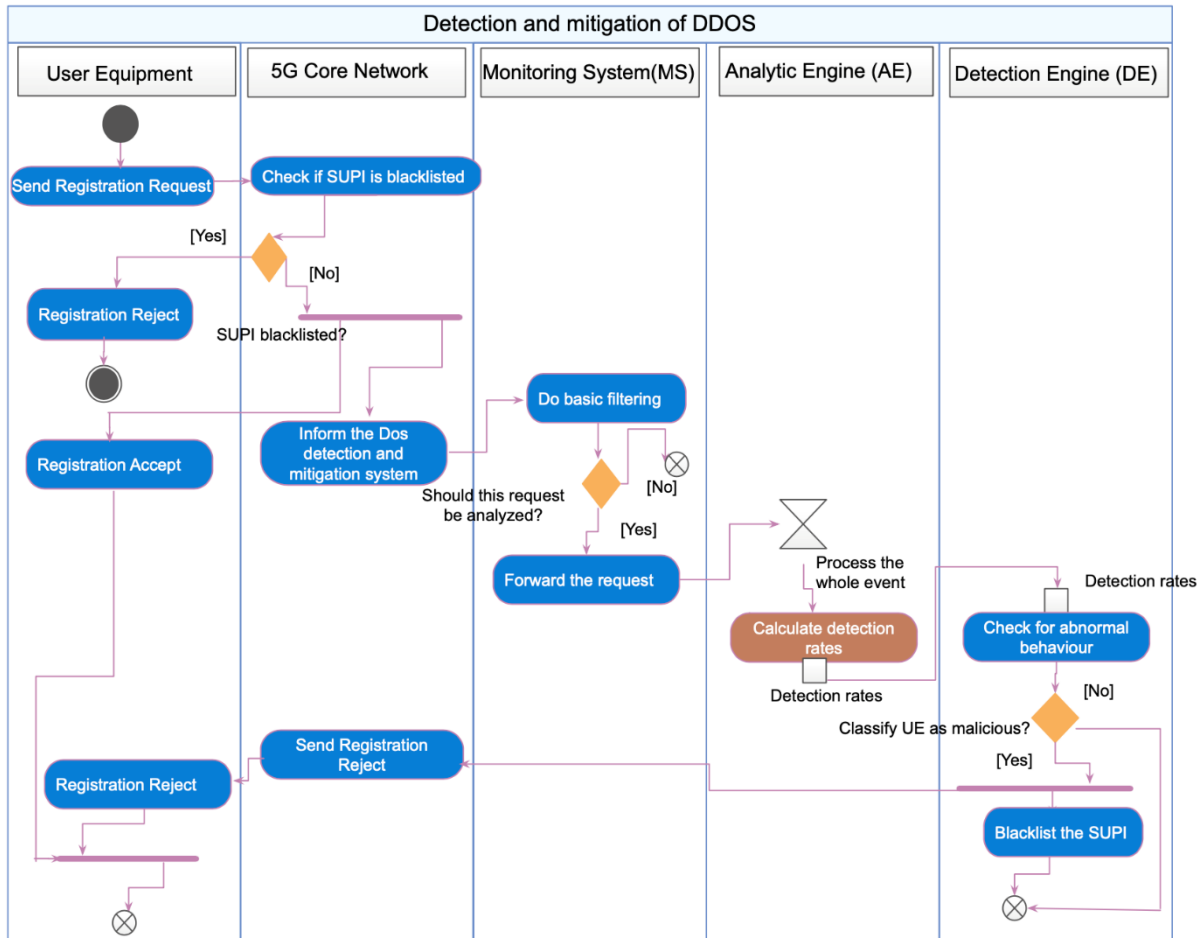 Detection and mitigation of DDOS
User Equipment
5G Core Network
Monitoring System(MS)
Analytic Engine (AE)
Detection Engine (DE)
Send Registration Request
Check if SUPI is blacklisted
[Yes]
[No]
Registration Reject
SUPI blacklisted?
Do basic filtering
Inform the Dos
detection and
mitigation system
Registration Accept
[No]
Should this request
be analyzed?
[Yes]
Forward the request
Process the
whole event
Calculate detection
rates
Detection rates
Detection rates
Check for abnormal
behaviour
[No]
Classify UE as malicious?
[Yes]
Send Registration
Reject
Registration Reject
Blacklist the SUPI